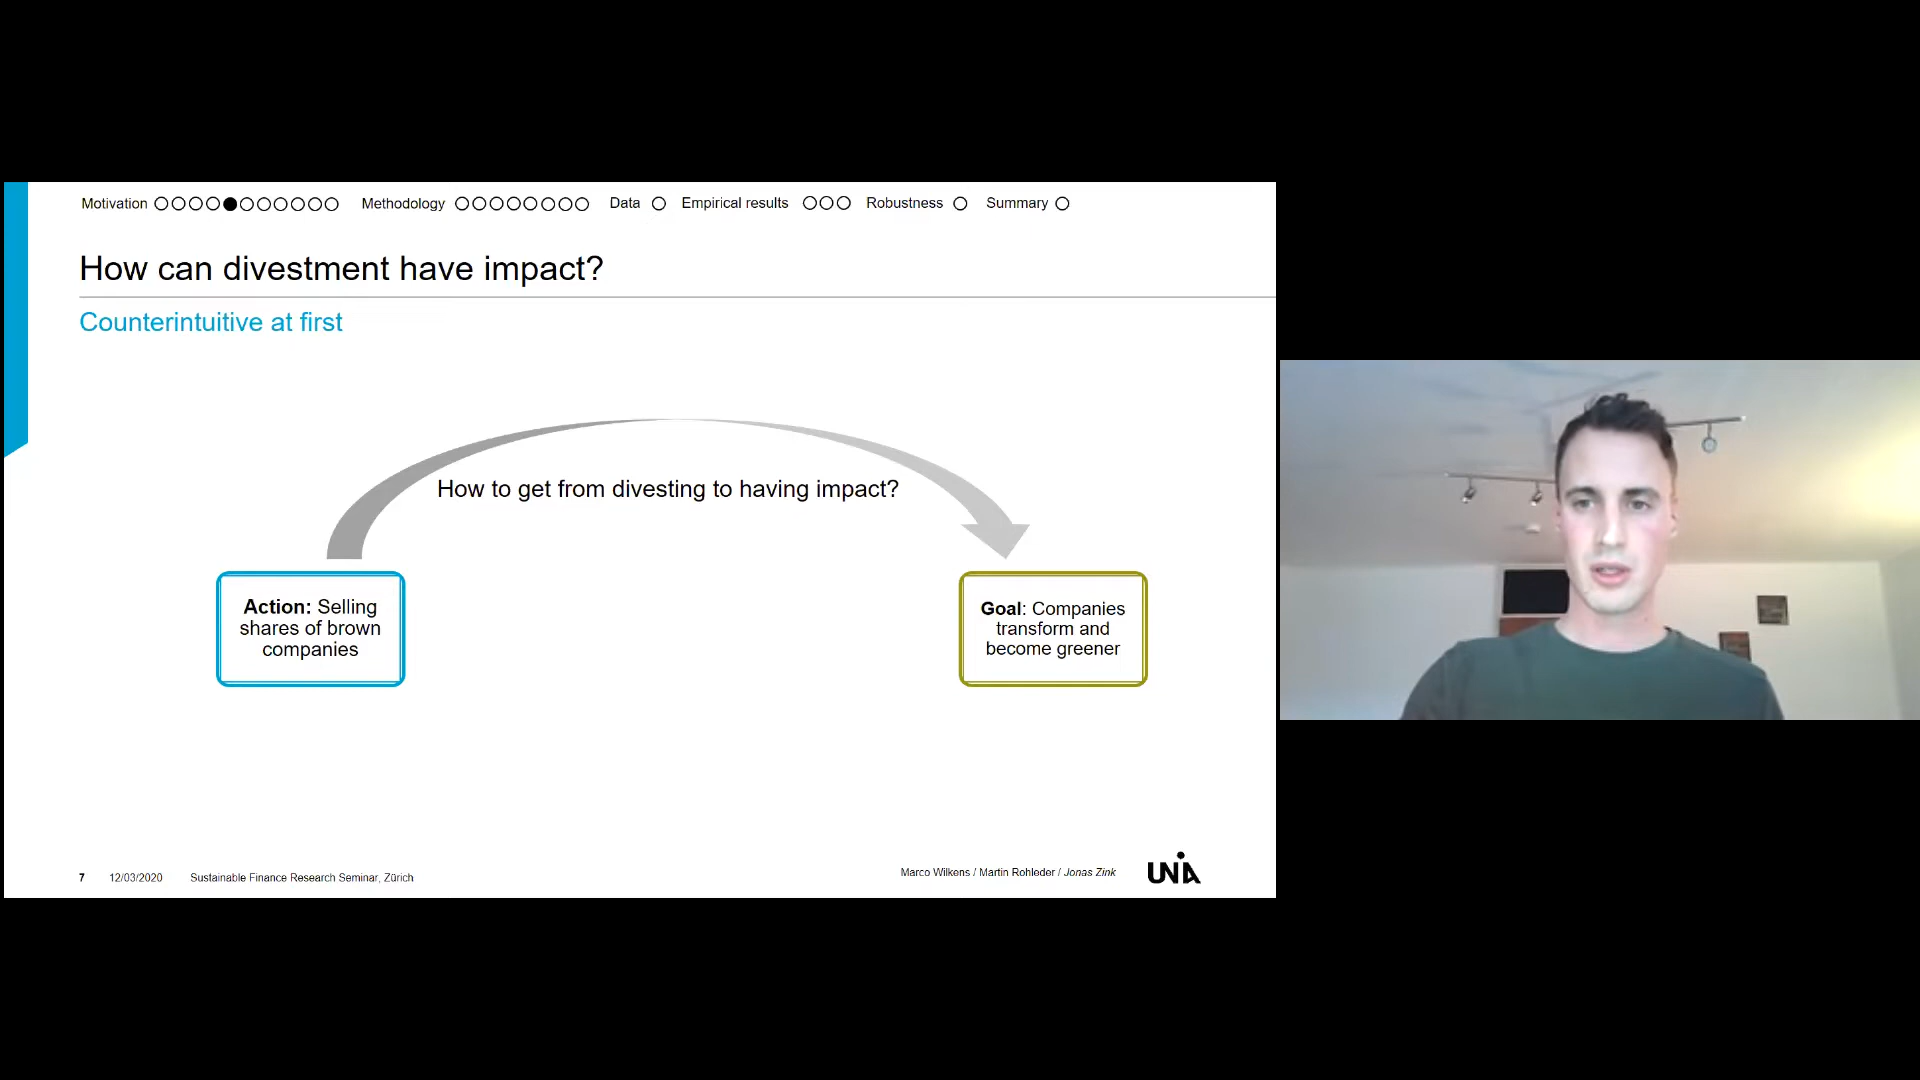 Motivation Methodology Data Empirical results Robustness Summary
How can divestment have impact?
Counterintuitive at first
How to get from divesting to having impact?
Action: Selling
shares of brown
companies
Goal: Companies
transform and
become greener
7 12/03/2020 Sustainable Finance Research Seminar, Zürich
Marco Wilkens / Martin Rohleder / Jonas Zink
UNIA